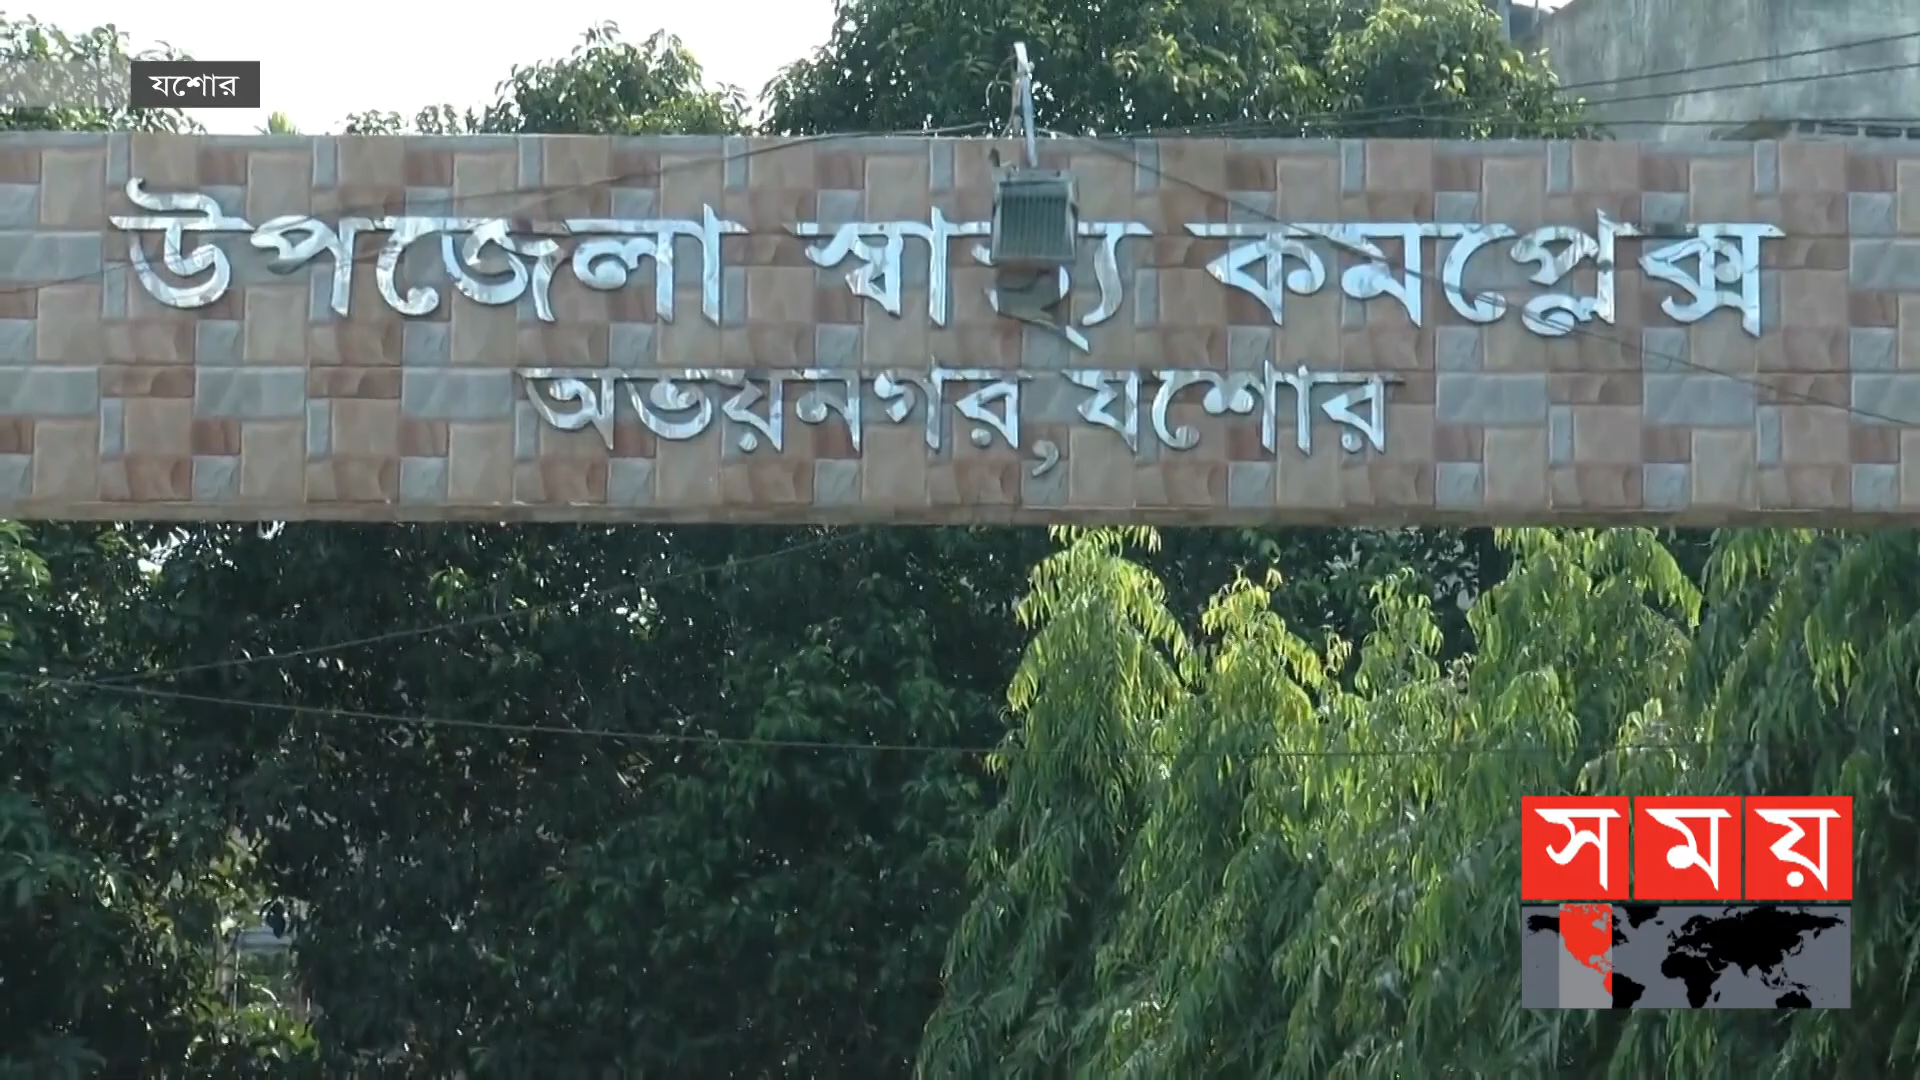 যশোর
উপজেলা স্বাস্থ্য কমপ্লেক্স
অভয়নগর, যশোর
সময়